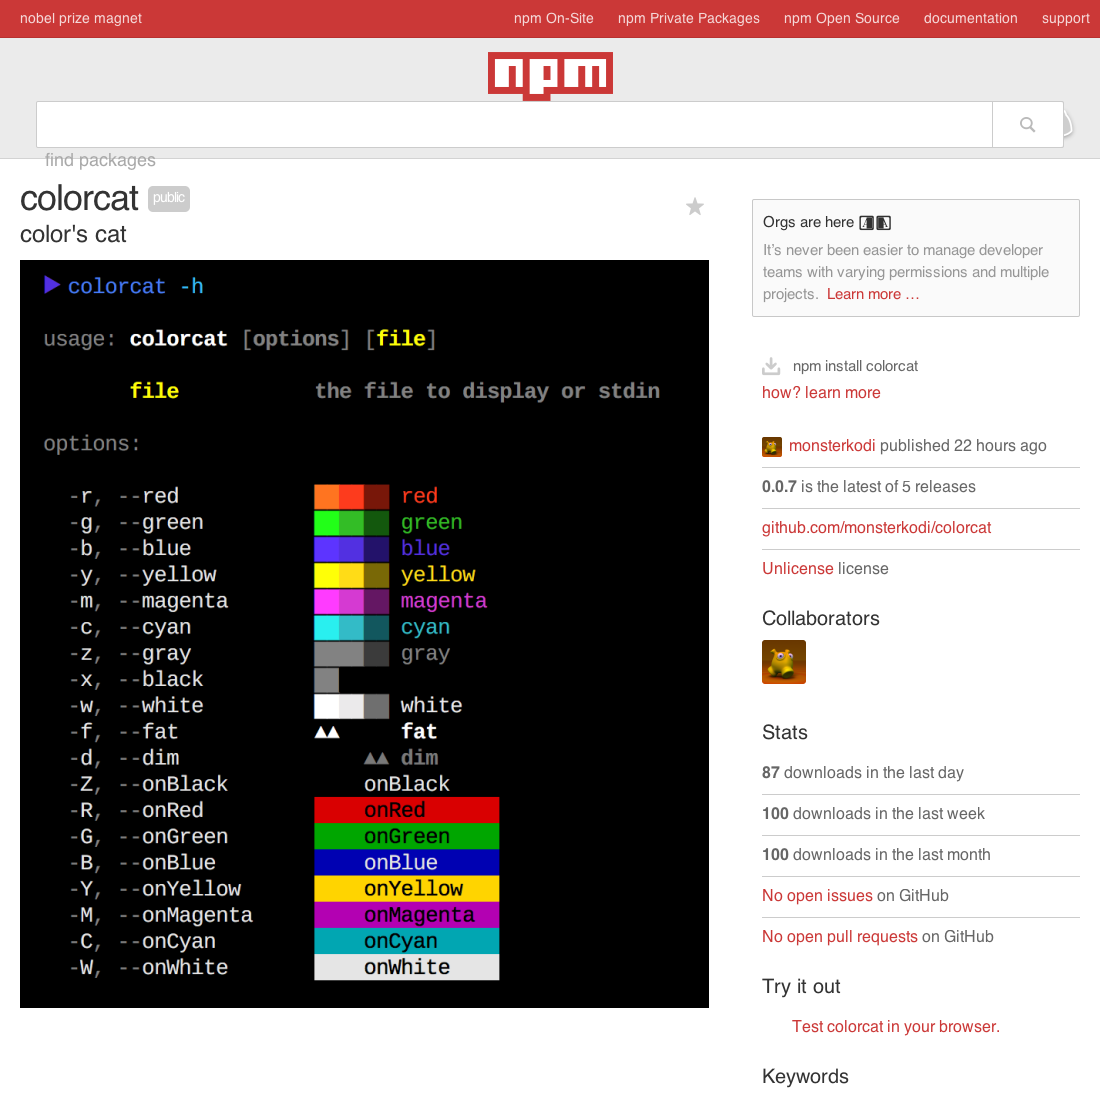 nobel prize magnet
npm On-Site npm Private Packages npm Open Source documentation support
npm
find packages
colorcat public
color's cat
colorcat -h
usage: colorcat [options] [file]
file the file to display or stdin
options:
-r, --red red
-g, --green green
-b, --blue blue
-y, --yellow yellow
-m, --magenta magenta
-c, --cyan cyan
-z, --gray gray
-x, --black
-w, --white white
-f, --fat fat
-d, --dim dim
-Z, --onBlack onBlack
-R, --onRed onRed
-G, --onGreen onGreen
-B, --onBlue onBlue
-Y, --onYellow onYellow
-M, --onMagenta onMagenta
-C, --onCyan onCyan
-W, --onWhite onWhite
Orgs are here
It's never been easier to manage developer
teams with varying permissions and multiple
projects. Learn more …
npm install colorcat
how? learn more
monsterkodi published 22 hours ago
0.0.7 is the latest of 5 releases
github.com/monsterkodi/colorcat
Unlicense license
Collaborators
Stats
87 downloads in the last day
100 downloads in the last week
100 downloads in the last month
No open issues on GitHub
No open pull requests on GitHub
Try it out
Test colorcat in your browser.
Keywords